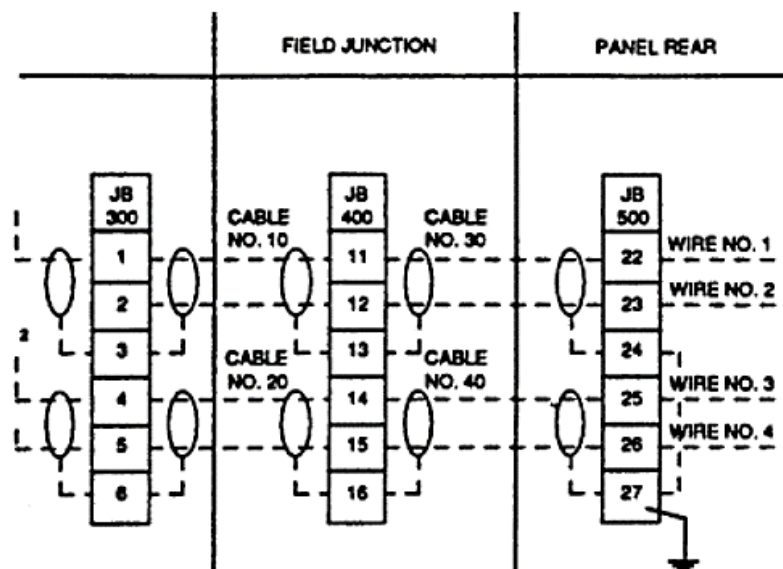 FIELD JUNCTION
PANEL REAR
JB
300
1
2
3
4
5
6
2
CABLE
NO. 10
CABLE
NO. 20
JB
400
11
12
13
14
15
16
CABLE
NO. 30
CABLE
NO. 40
JB
500
22
23
24
25
26
27
WIRE NO. 1
WIRE NO. 2
WIRE NO. 3
WIRE NO. 4